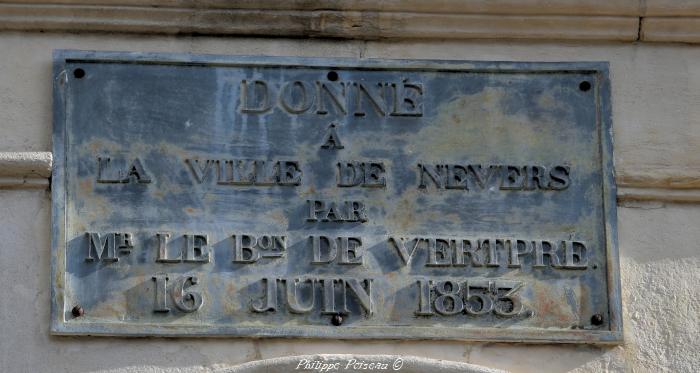 DONNÉ
À
LA VILLE DE NEVERS
PAR
MR. LE BON. DE VERTPRÉ.
16 JUIN 1853
Philippe Poiseau ©